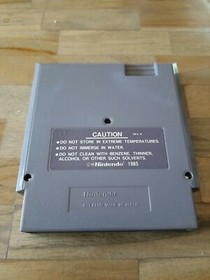 CAUTION
●DO NOT STORE IN EXTREME TEMPERATURES.
●DO NOT IMMERSE IN WATER.
●DO NOT CLEAN WITH BENZENE, THINNER,
ALCOHOL OR OTHER SUCH SOLVENTS.
©Nintendo 1985
Nintendo